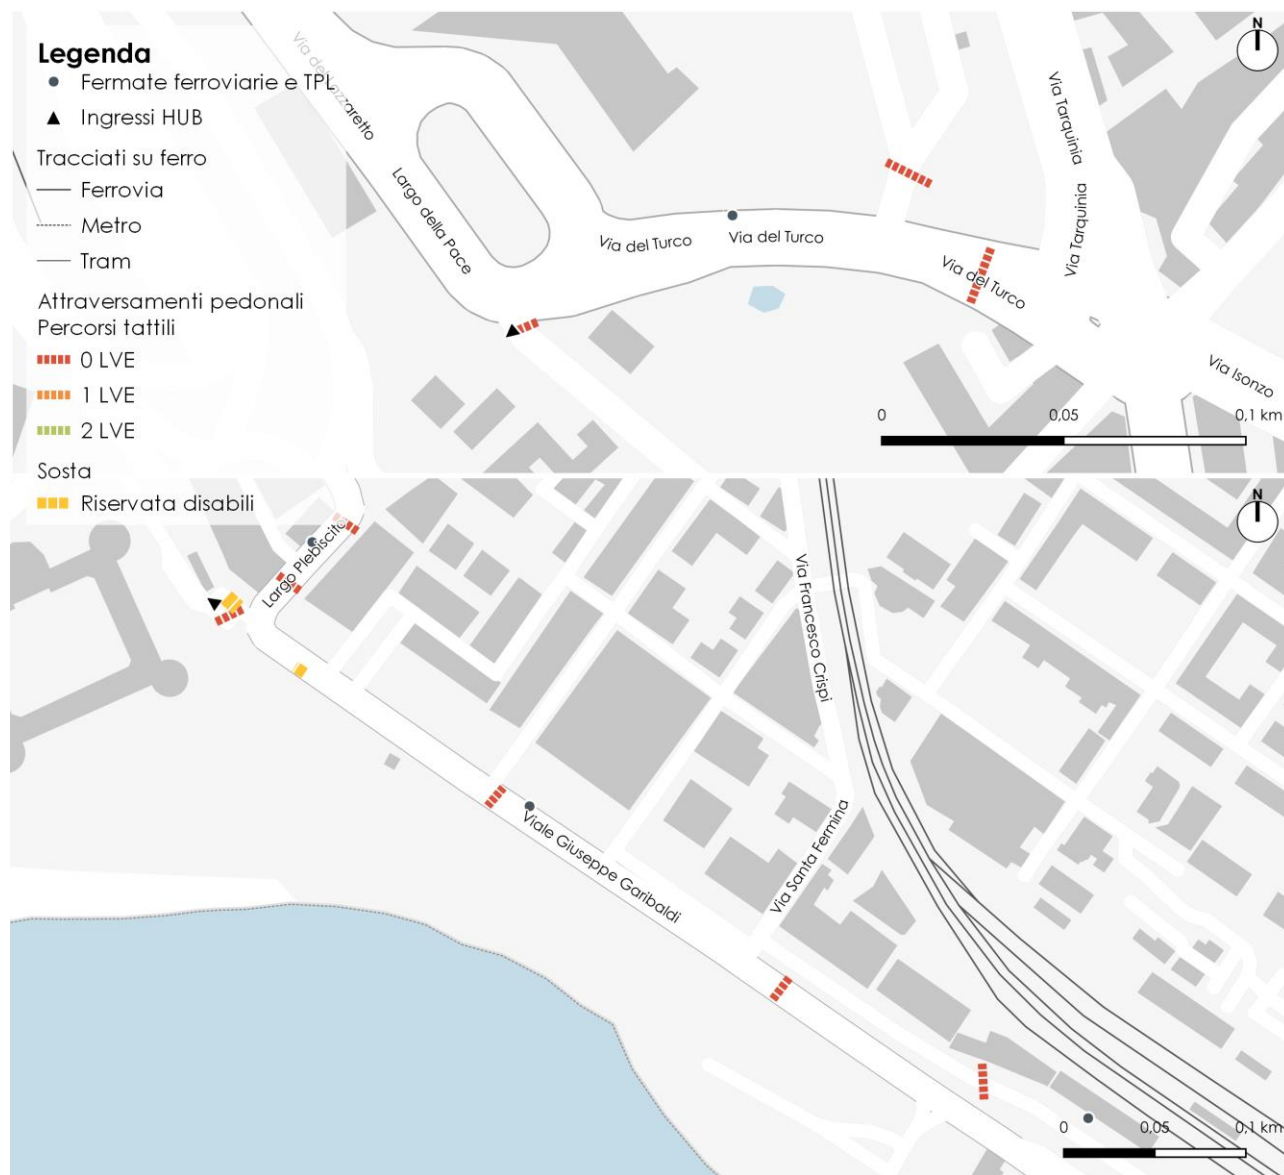 Legenda
Fermate ferroviarie e TPL
Ingressi HUB
Tracciati su ferro
Ferrovia
Metro
Tram
Attraversamenti pedonali
Percorsi tattili
0 LVE
1 LVE
2 LVE
Sosta
Riservata disabili
Via del Lazzaretto
Largo della Pace
Via del Turco
Via del Turco
Via del Turco
Via Tarquinia
Via Tarquinia
Via Isonzo
N
0
0,05
0,1 km
N
Largo Plebiscito
Via Francesco Crispi
Via Santa Fermina
Viale Giuseppe Garibaldi
0
0,05
0,1 km